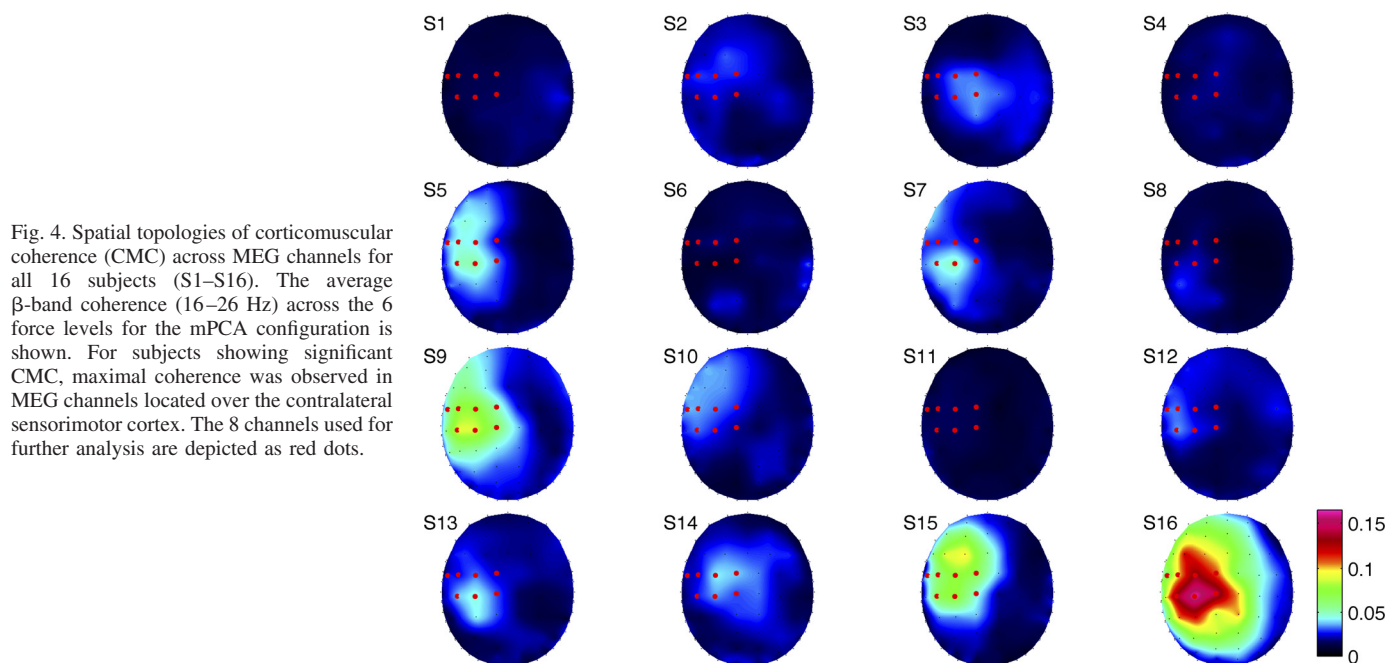 Fig. 4. Spatial topologies of corticomuscular
coherence (CMC) across MEG channels for
all 16 subjects (S1–S16). The average
β-band coherence (16–26 Hz) across the 6
force levels for the mPCA configuration is
shown. For subjects showing significant
CMC, maximal coherence was observed in
MEG channels located over the contralateral
sensorimotor cortex. The 8 channels used for
further analysis are depicted as red dots.
S1 S2 S3 S4
S5 S6 S7 S8
S9 S10 S11 S12
S13 S14 S15 S16
0.15
0.1
0.05
0